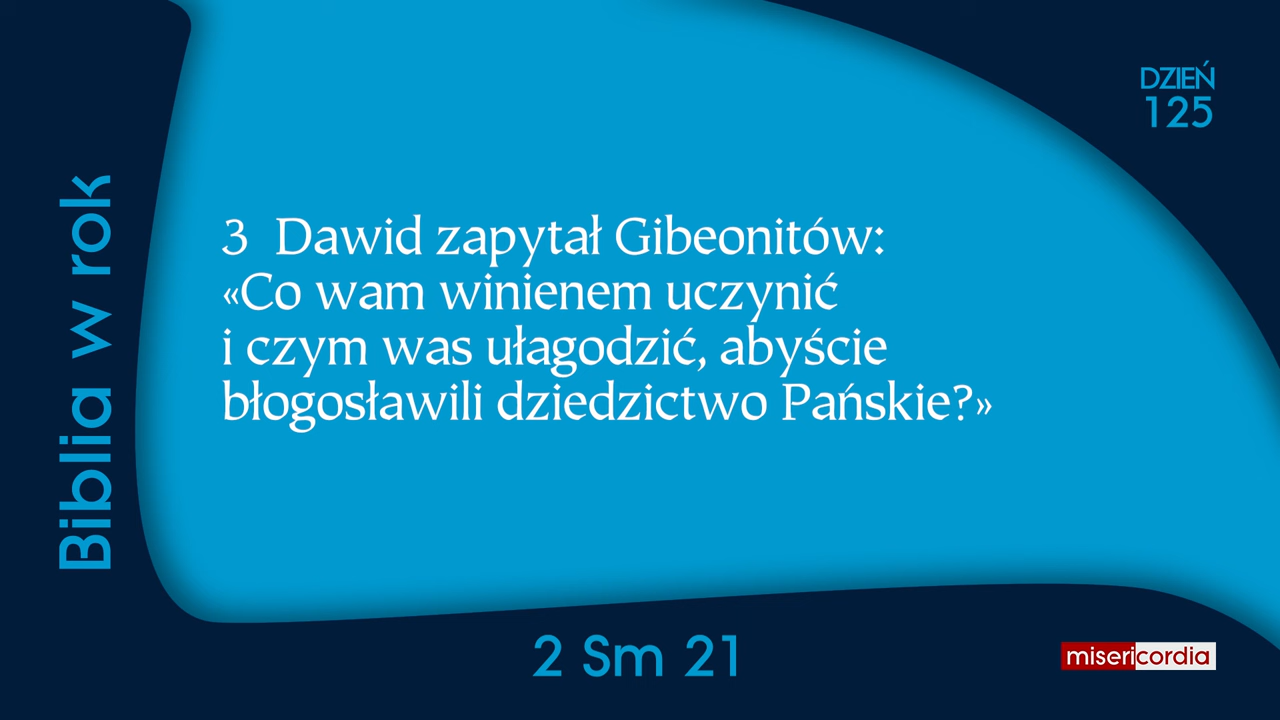 DZIEŃ
125
Biblia w rok
3 Dawid zapytał Gibeonitów:
«Co wam winienem uczynić
i czym was ułagodzić, abyście
błogosławili dziedzictwo Pańskie?»
2 Sm 21
misericordia